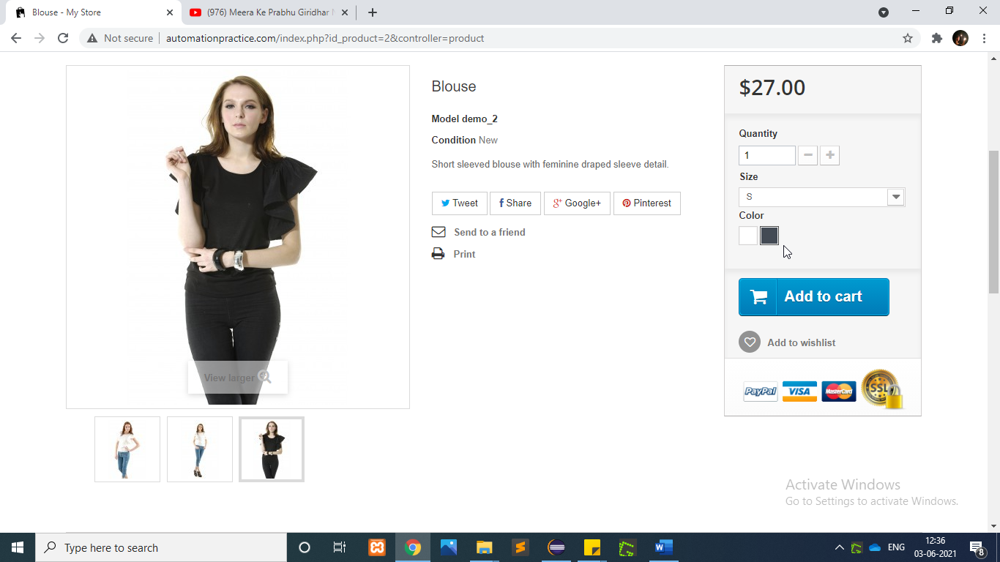 Blouse - My Store
(976) Meera Ke Prabhu Giridhar
Not secure
automationpractice.com/index.php?id_product=2&controller=product
Blouse
Model demo_2
Condition New
Short sleeved blouse with feminine draped sleeve detail.
Tweet
Share
Google+
Pinterest
Send to a friend
Print
View larger
$27.00
Quantity
1
Size
S
Color
Add to cart
Add to wishlist
PayPal
VISA
MasterCard
SSL
Activate Windows
Go to Settings to activate Windows.
Type here to search
ENG
12:36
03-06-2021
8